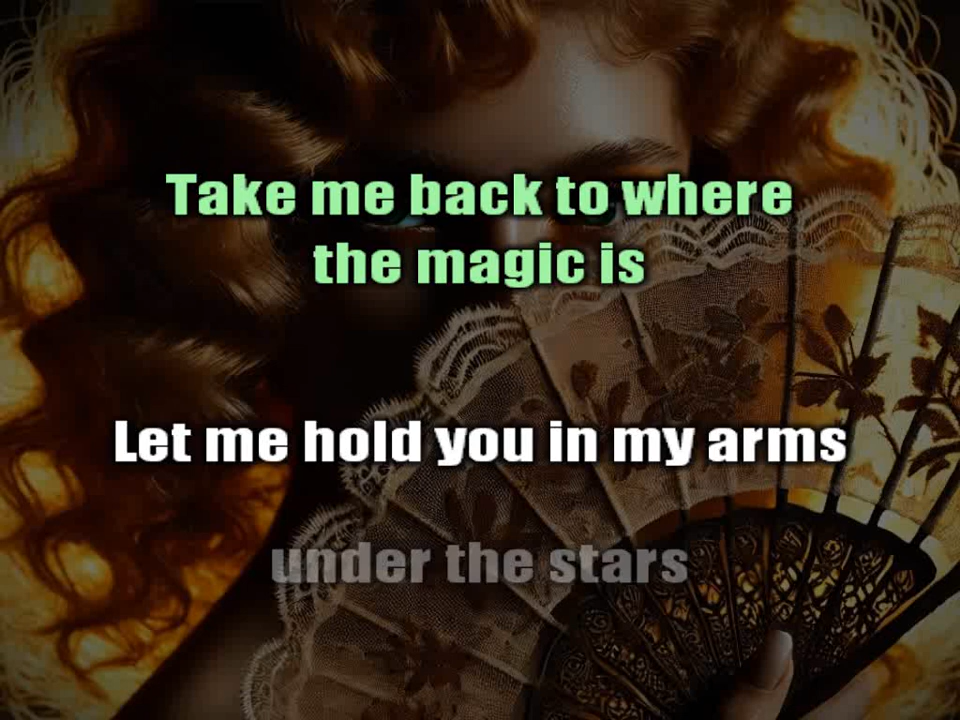 Take me back to where
the magic is
Let me hold you in my arms
under the stars